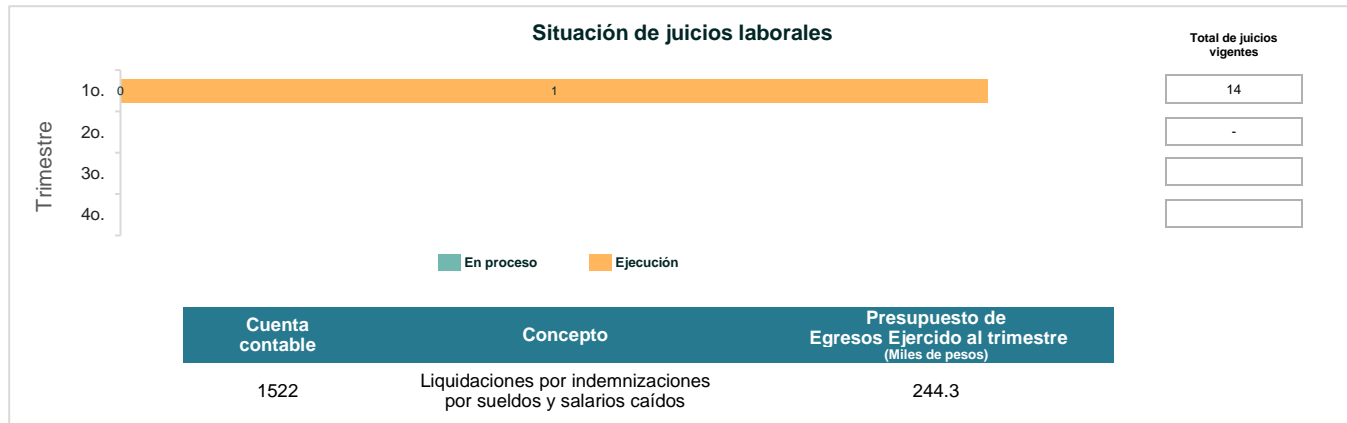 Situación de juicios laborales
Total de juicios
vigentes
Trimestre
1o.
0
1
14
2o.
-
3o.
4o.
En proceso
Ejecución
Cuenta
contable
Concepto
Presupuesto de
Egresos Ejercido al trimestre
(Miles de pesos)
1522
Liquidaciones por indemnizaciones
por sueldos y salarios caídos
244.3